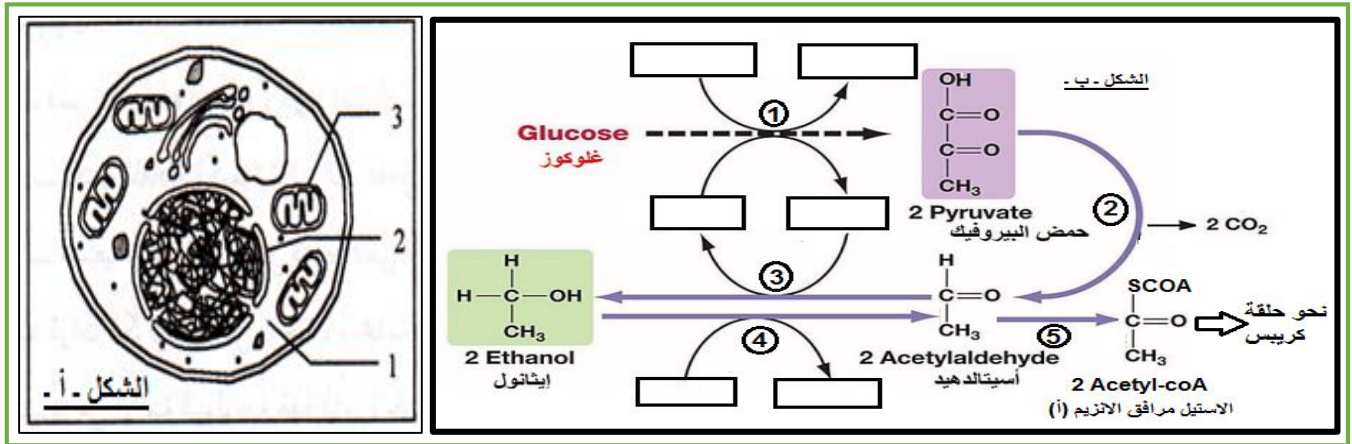 3
2
1
الشكل ـ أ ـ
الشكل ـ ب ـ
①
Glucose
غلوكوز
OH
C=O
C=O
CH₃
2 Pyruvate
حمض البيروفيك
②
2 CO₂
③
H
H—C—OH
CH₃
2 Ethanol
إيثانول
④
H
C=O
CH₃
2 Acetylaldehyde
أسيتالدهيد
⑤
SCOA
C=O
CH₃
2 Acetyl-coA
الاستيل مرافق الانزيم (أ)
نحو حلقة
كريبس